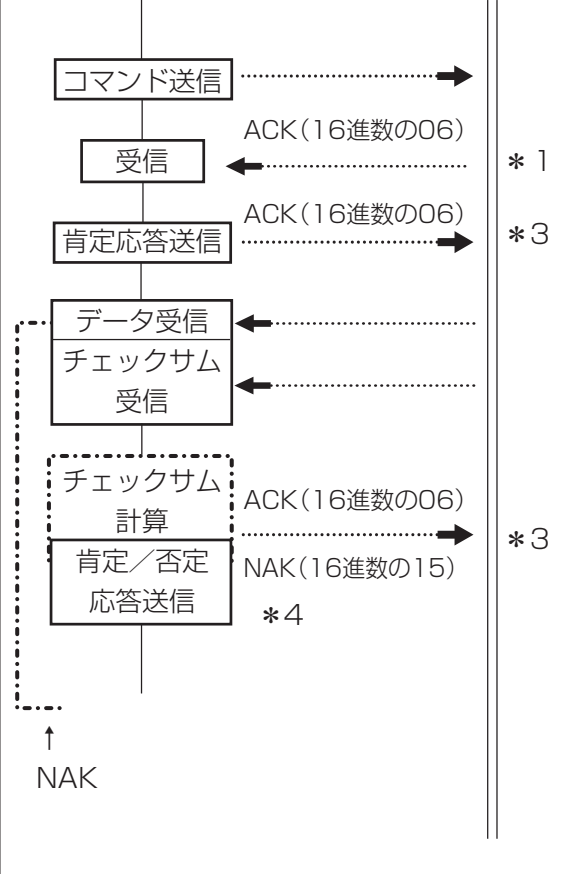 コマンド送信
ACK(16進数の06)
受信
＊1
ACK(16進数の06)
肯定応答送信
＊3
データ受信
チェックサム
受信
チェックサム
計算
ACK(16進数の06)
＊3
肯定／否定
応答送信
NAK(16進数の15)
＊4
↑
NAK